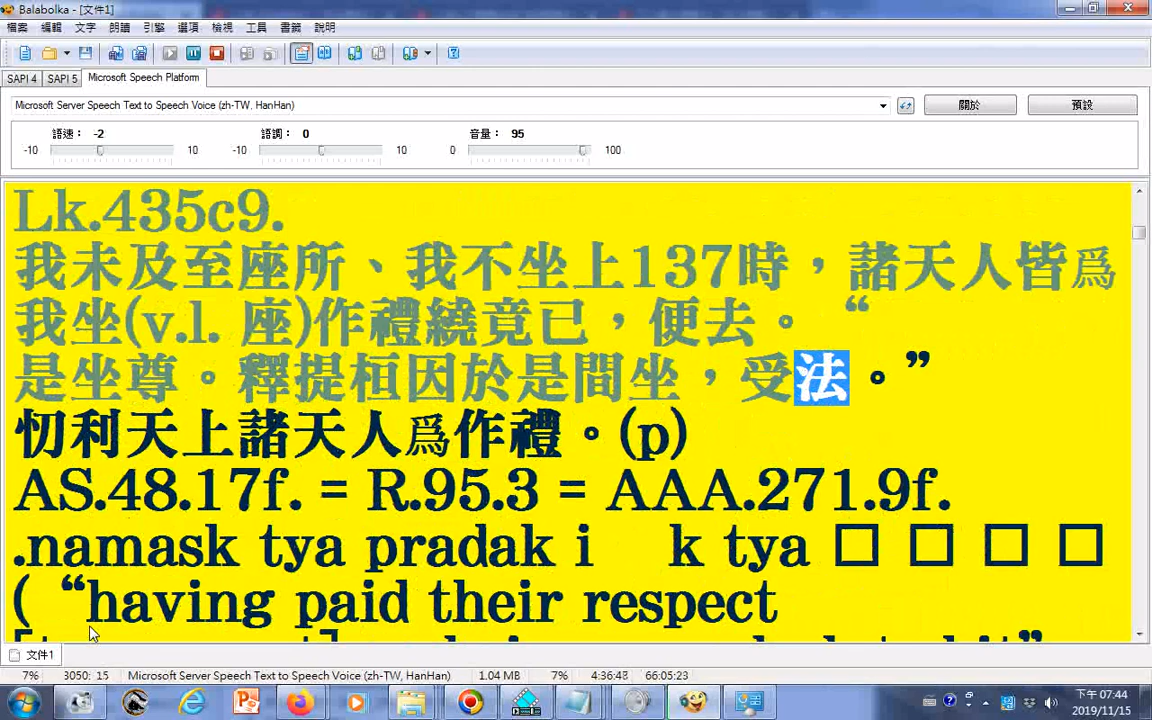 Balabolka - [文件1]
檔案 編輯 文字 朗讀 引擎 選項 檢視 工具 書籤 說明
SAPI 4 SAPI 5 Microsoft Speech Platform
Microsoft Server Speech Text to Speech Voice (zh-TW, HanHan) 關於 預設
語速： -2 語調： 0 音量： 95
-10 10 -10 10 0 100
Lk.435c9.
我未及至座所、我不坐上137時，諸天人皆爲
我坐(v.l. 座)作禮繞竟已，便去。“
是坐尊。釋提桓因於是間坐，受法。”
忉利天上諸天人爲作禮。(p)
AS.48.17f. = R.95.3 = AAA.271.9f.
.namask tya pradak i k tya □ □ □ □
( “having paid their respect
文件1
7% 3050: 15 Microsoft Server Speech Text to Speech Voice (zh-TW, HanHan) 1.04 MB 7% 4:36:48 66:05:23
下午 07:44
2019/11/15